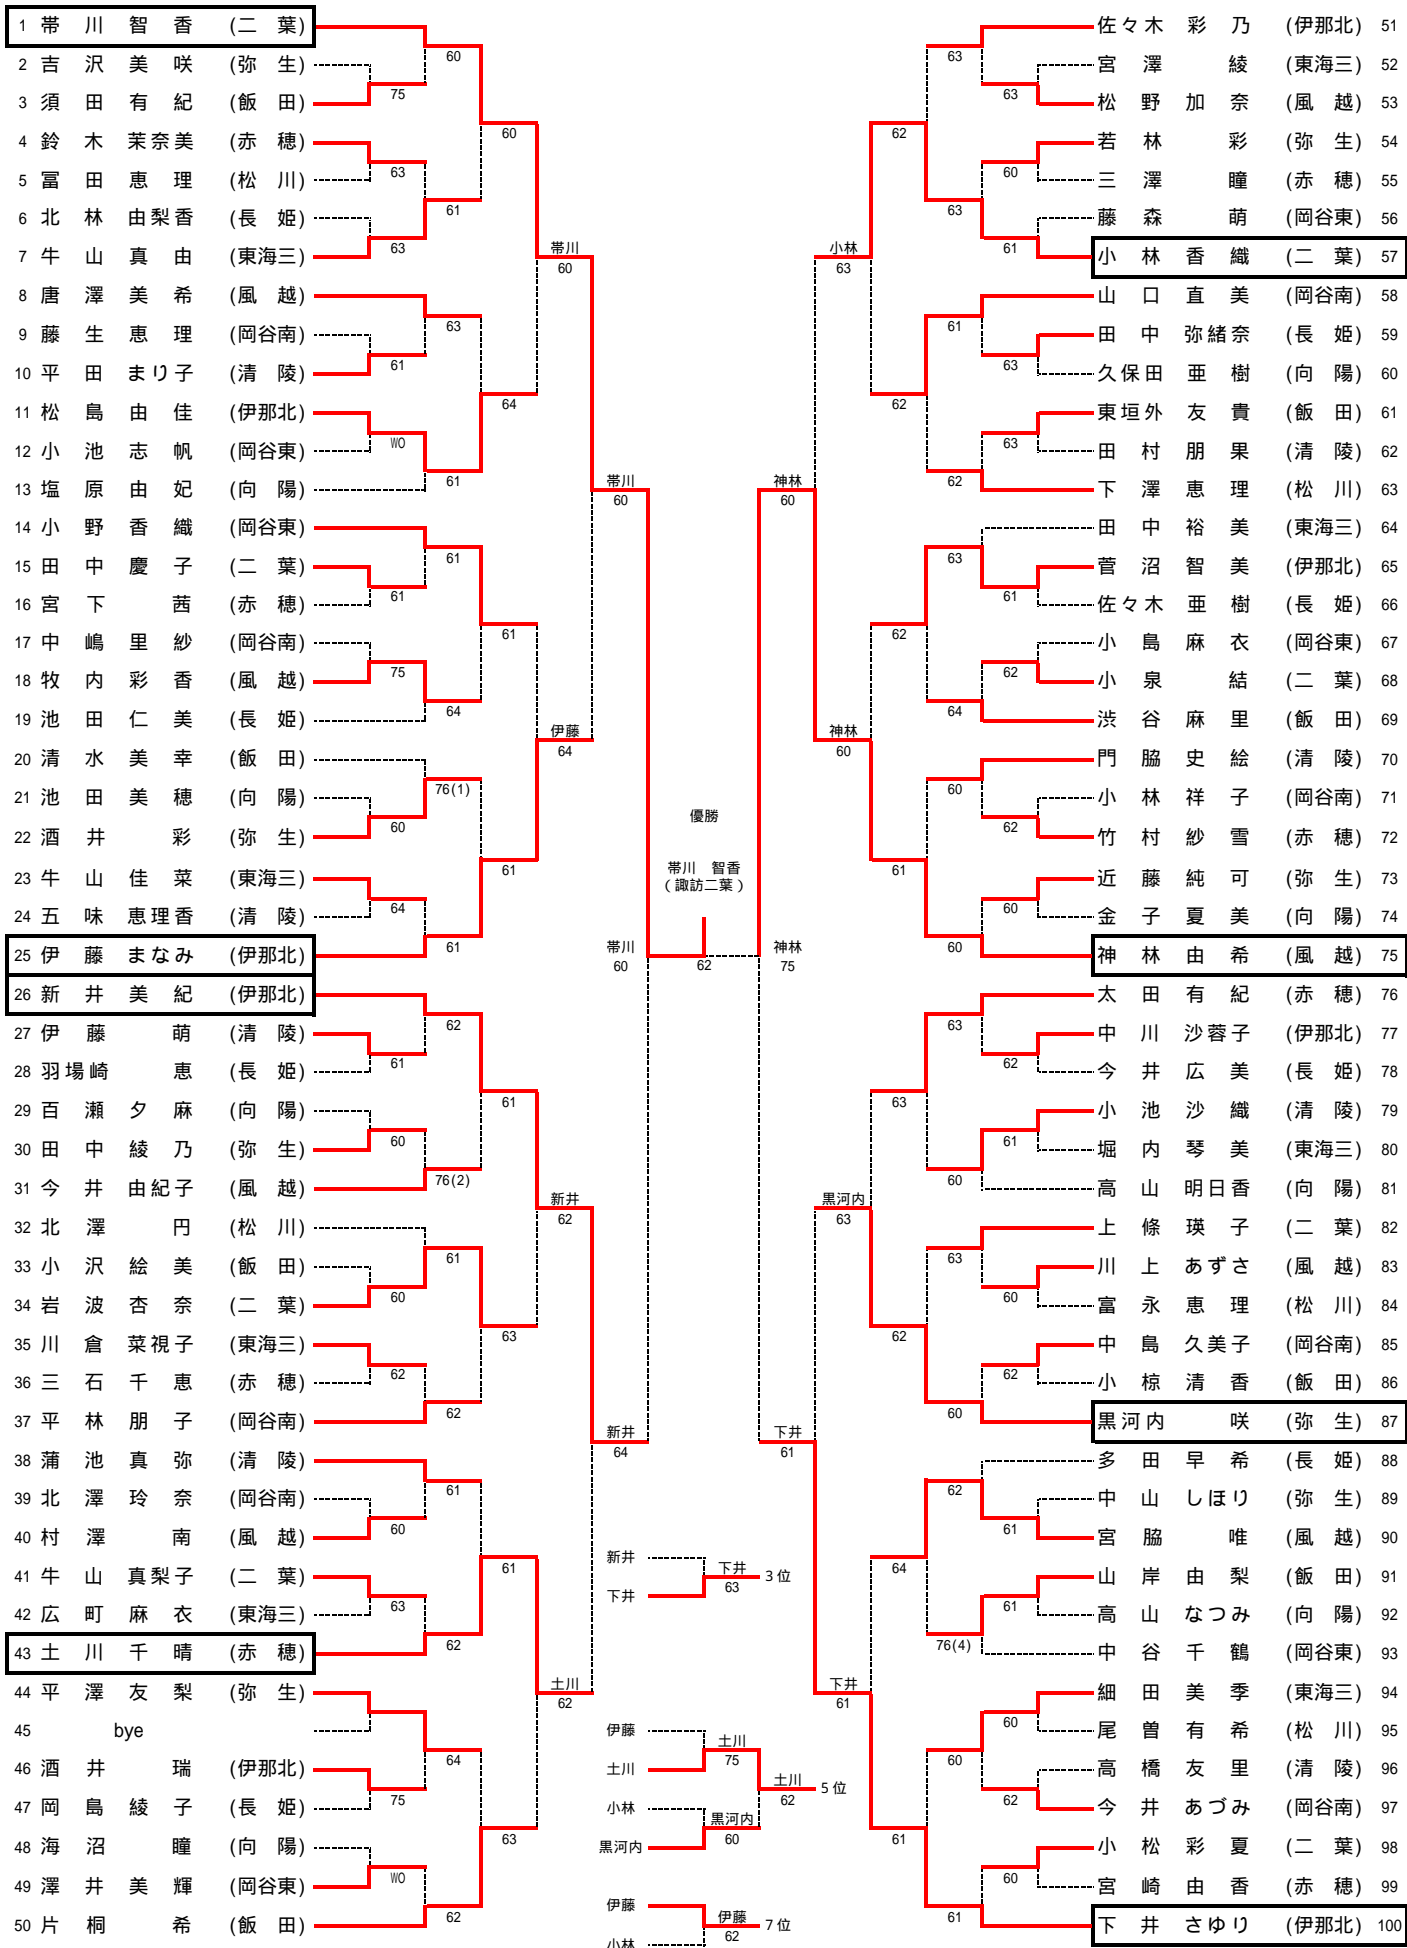 1 帯川智香 (二葉)
2 吉沢美咲 (弥生)
3 須田有紀 (飯田)
4 鈴木茉奈美 (赤穂)
5 冨田恵理 (松川)
6 北林由梨香 (長姫)
7 牛山真由 (東海三)
8 唐澤美希 (風越)
9 藤生恵理 (岡谷南)
10 平田まり子 (清陵)
11 松島由佳 (伊那北)
12 小池志帆 (岡谷東)
13 塩原由妃 (向陽)
14 小野香織 (岡谷東)
15 田中慶子 (二葉)
16 宮下茜 (赤穂)
17 中嶋里紗 (岡谷南)
18 牧内彩香 (風越)
19 池田仁美 (長姫)
20 清水美幸 (飯田)
21 池田美穂 (向陽)
22 酒井彩 (弥生)
23 牛山佳菜 (東海三)
24 五味恵理香 (清陵)
25 伊藤まなみ (伊那北)
26 新井美紀 (伊那北)
27 伊藤萌 (清陵)
28 羽場崎恵 (長姫)
29 百瀬夕麻 (向陽)
30 田中綾乃 (弥生)
31 今井由紀子 (風越)
32 北澤円 (松川)
33 小沢絵美 (飯田)
34 岩波杏奈 (二葉)
35 川倉菜視子 (東海三)
36 三石千恵 (赤穂)
37 平林朋子 (岡谷南)
38 蒲池真弥 (清陵)
39 北澤玲奈 (岡谷南)
40 村澤南 (風越)
41 牛山真梨子 (二葉)
42 広町麻衣 (東海三)
43 土川千晴 (赤穂)
44 平澤友梨 (弥生)
45 bye
46 酒井瑞 (伊那北)
47 岡島綾子 (長姫)
48 海沼瞳 (向陽)
49 澤井美輝 (岡谷東)
50 片桐希 (飯田)
75
63
63
61
WO
61
75
60
64
61
60
60
62
60
63
75
WO
60
61
63
61
61
64
76(1)
61
62
76(2)
61
62
61
62
64
62
60
64
61
61
61
63
61
63
帯川
60
伊藤
64
新井
62
土川
62
帯川
60
新井
64
帯川
60
優勝
帯川 智香
(諏訪二葉)
62
神林
75
神林
60
下井
61
小林
63
神林
60
黒河内
63
下井
61
62
62
62
61
63
62
64
61
63
63
61
62
63
64
60
60
63
60
63
60
62
76(4)
60
61
63
60
61
63
63
61
62
62
60
62
61
60
62
61
61
60
62
60
佐々木彩乃 (伊那北) 51
宮澤綾 (東海三) 52
松野加奈 (風越) 53
若林彩 (弥生) 54
三澤瞳 (赤穂) 55
藤森萌 (岡谷東) 56
小林香織 (二葉) 57
山口直美 (岡谷南) 58
田中弥緒奈 (長姫) 59
久保田亜樹 (向陽) 60
東垣外友貴 (飯田) 61
田村朋果 (清陵) 62
下澤恵理 (松川) 63
田中裕美 (東海三) 64
菅沼智美 (伊那北) 65
佐々木亜樹 (長姫) 66
小島麻衣 (岡谷東) 67
小泉結 (二葉) 68
渋谷麻里 (飯田) 69
門脇史絵 (清陵) 70
小林祥子 (岡谷南) 71
竹村紗雪 (赤穂) 72
近藤純可 (弥生) 73
金子夏美 (向陽) 74
神林由希 (風越) 75
太田有紀 (赤穂) 76
中川沙蓉子 (伊那北) 77
今井広美 (長姫) 78
小池沙織 (清陵) 79
堀内琴美 (東海三) 80
高山明日香 (向陽) 81
上條瑛子 (二葉) 82
川上あずさ (風越) 83
富永恵理 (松川) 84
中島久美子 (岡谷南) 85
小椋清香 (飯田) 86
黒河内咲 (弥生) 87
多田早希 (長姫) 88
中山しほり (弥生) 89
宮脇唯 (風越) 90
山岸由梨 (飯田) 91
高山なつみ (向陽) 92
中谷千鶴 (岡谷東) 93
細田美季 (東海三) 94
尾曽有希 (松川) 95
高橋友里 (清陵) 96
今井あづみ (岡谷南) 97
小松彩夏 (二葉) 98
宮崎由香 (赤穂) 99
下井さゆり (伊那北) 100
新井
下井
下井
63
3位
伊藤
土川
土川
75
小林
黒河内
黒河内
60
土川
62
5位
伊藤
小林
伊藤
62
7位